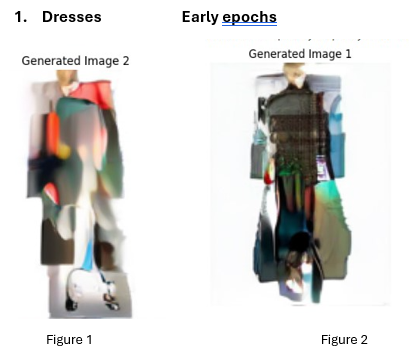 1. Dresses Early epochs
Generated Image 2 Generated Image 1
Figure 1 Figure 2